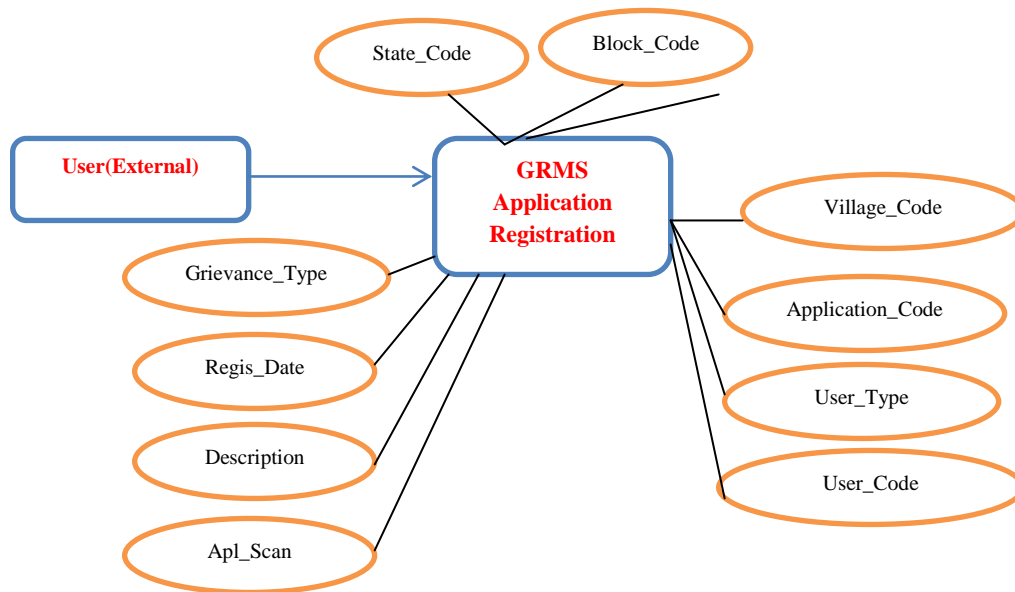 State_Code
Block_Code
User(External)
GRMS
Application
Registration
Village_Code
Grievance_Type
Application_Code
Regis_Date
User_Type
Description
User_Code
Apl_Scan